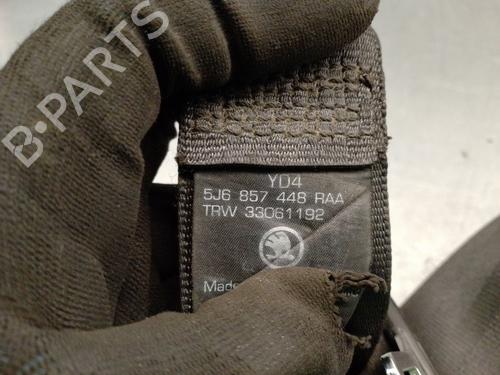 B-PARTS
YD4
5J6 857 448 RAA
TRW 33061192
Made